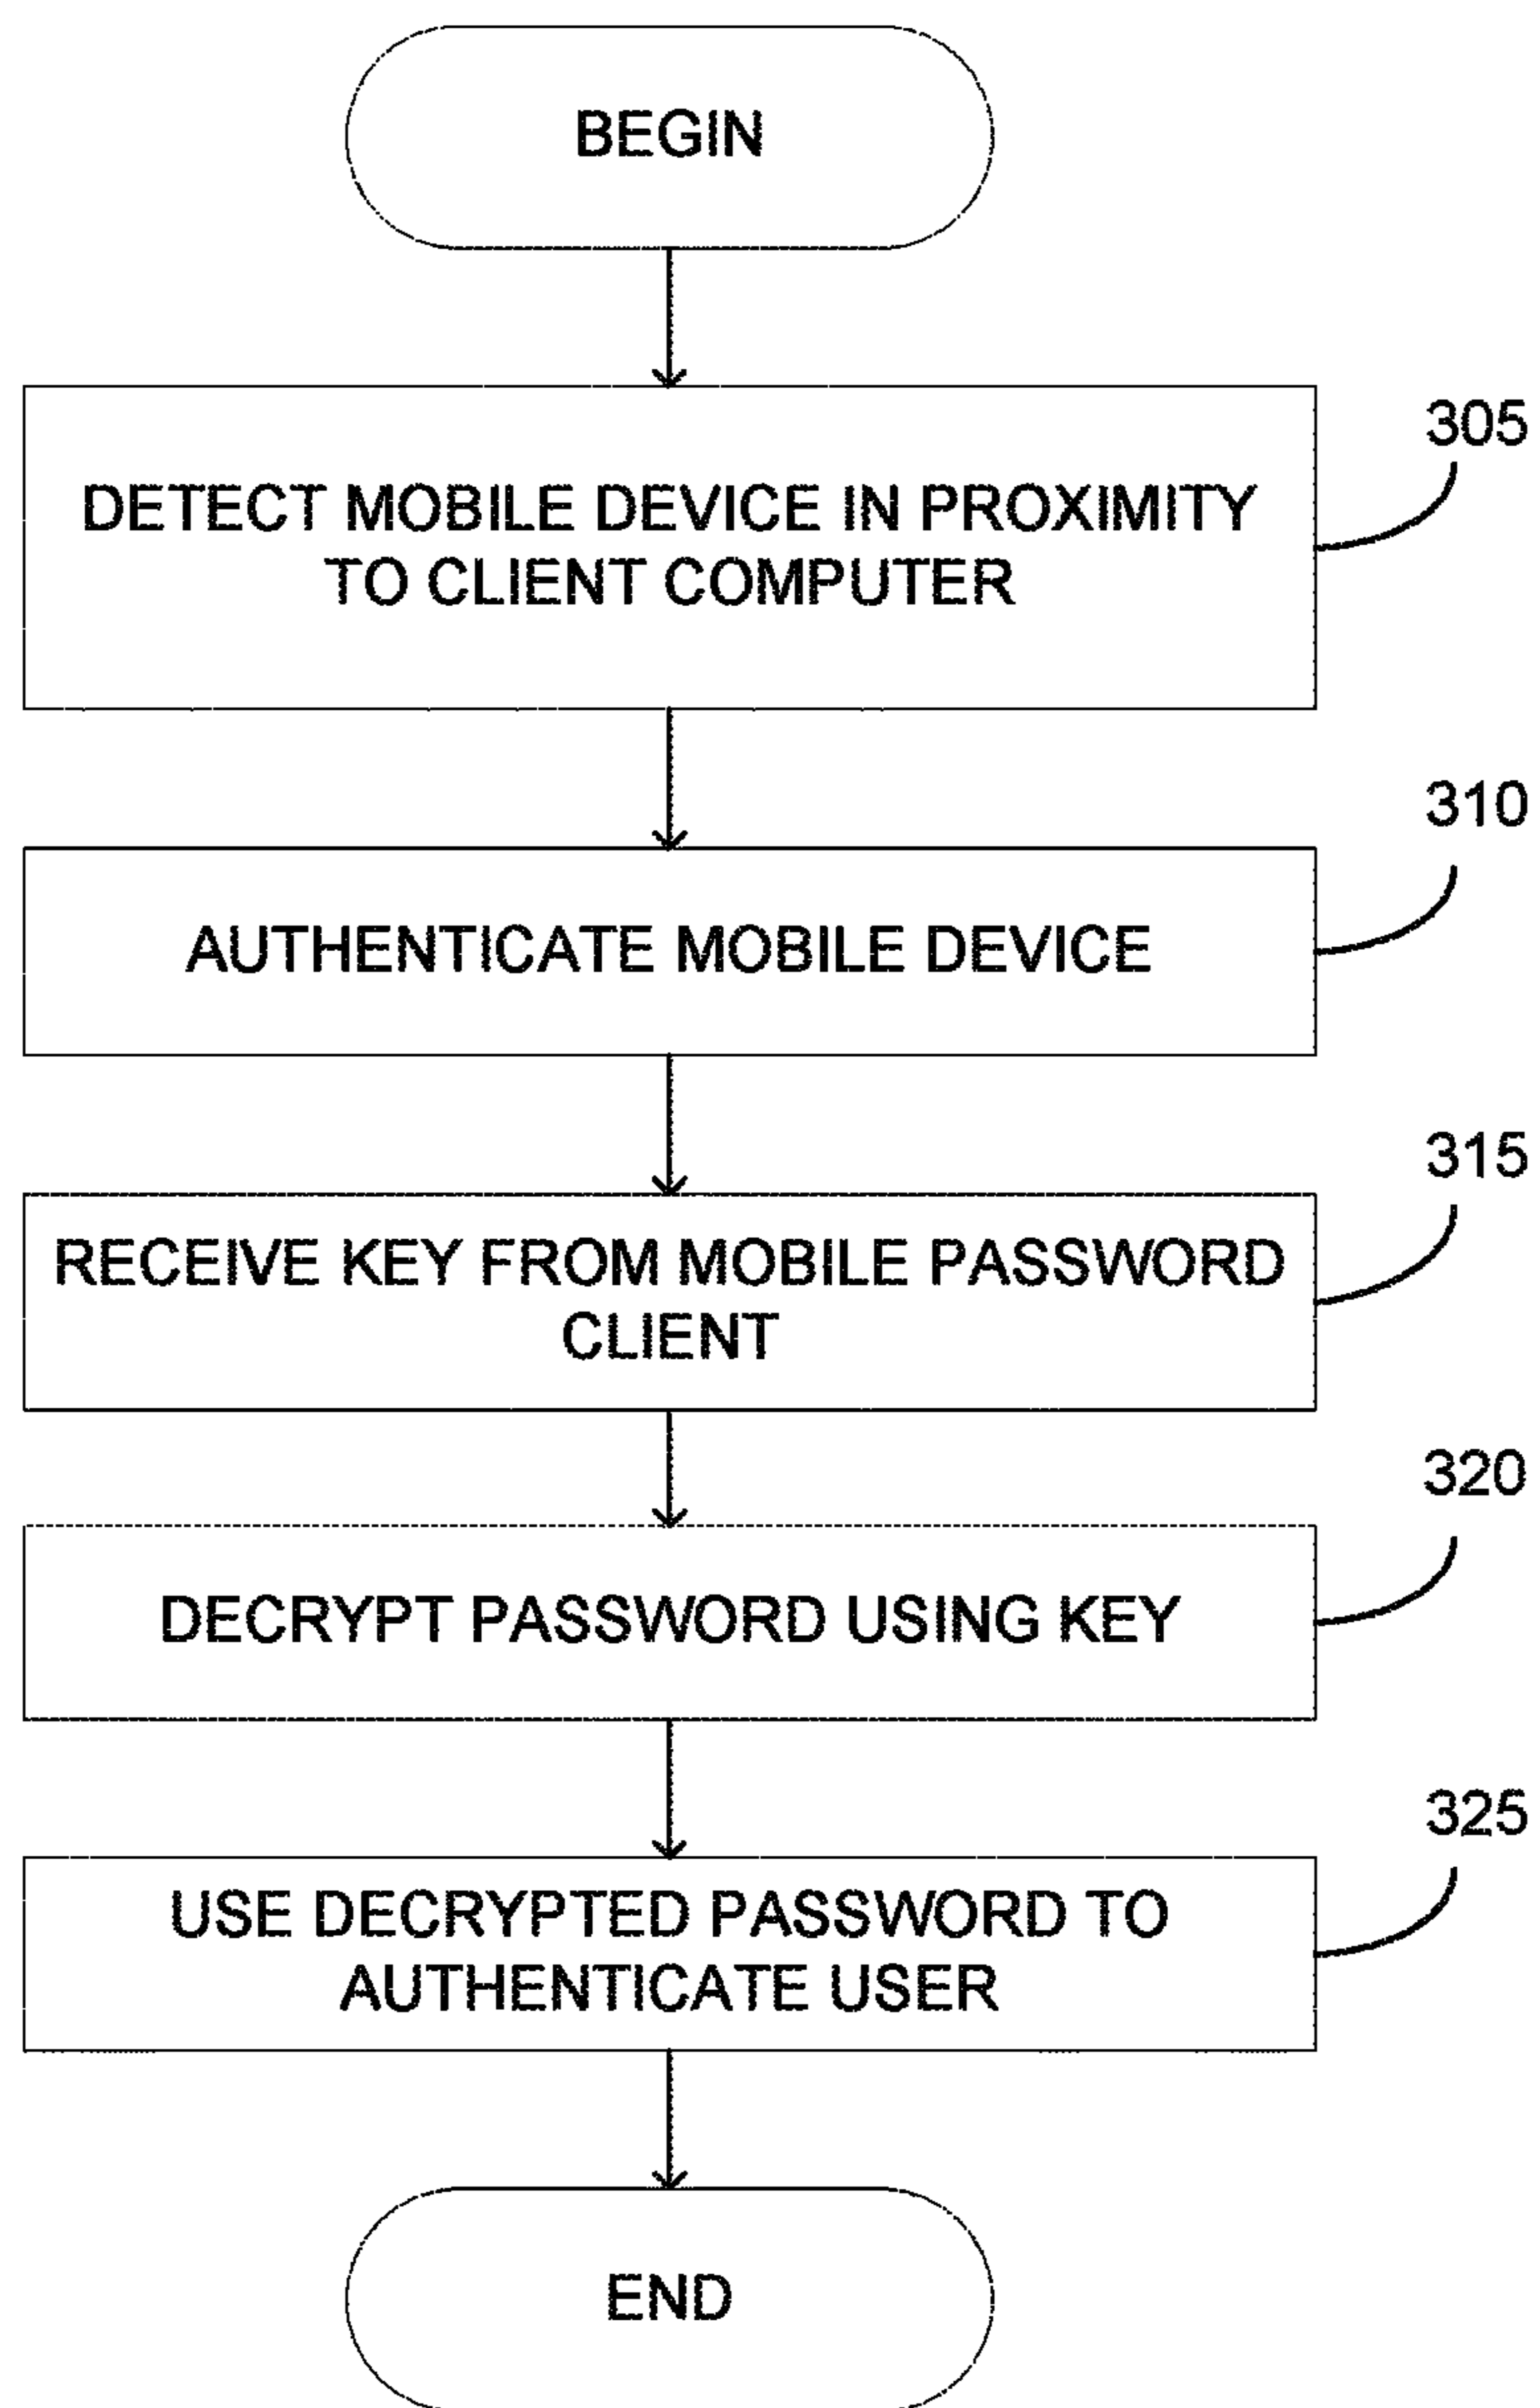 BEGIN
305
DETECT MOBILE DEVICE IN PROXIMITY
TO CLIENT COMPUTER
310
AUTHENTICATE MOBILE DEVICE
315
RECEIVE KEY FROM MOBILE PASSWORD
CLIENT
320
DECRYPT PASSWORD USING KEY
325
USE DECRYPTED PASSWORD TO
AUTHENTICATE USER
END